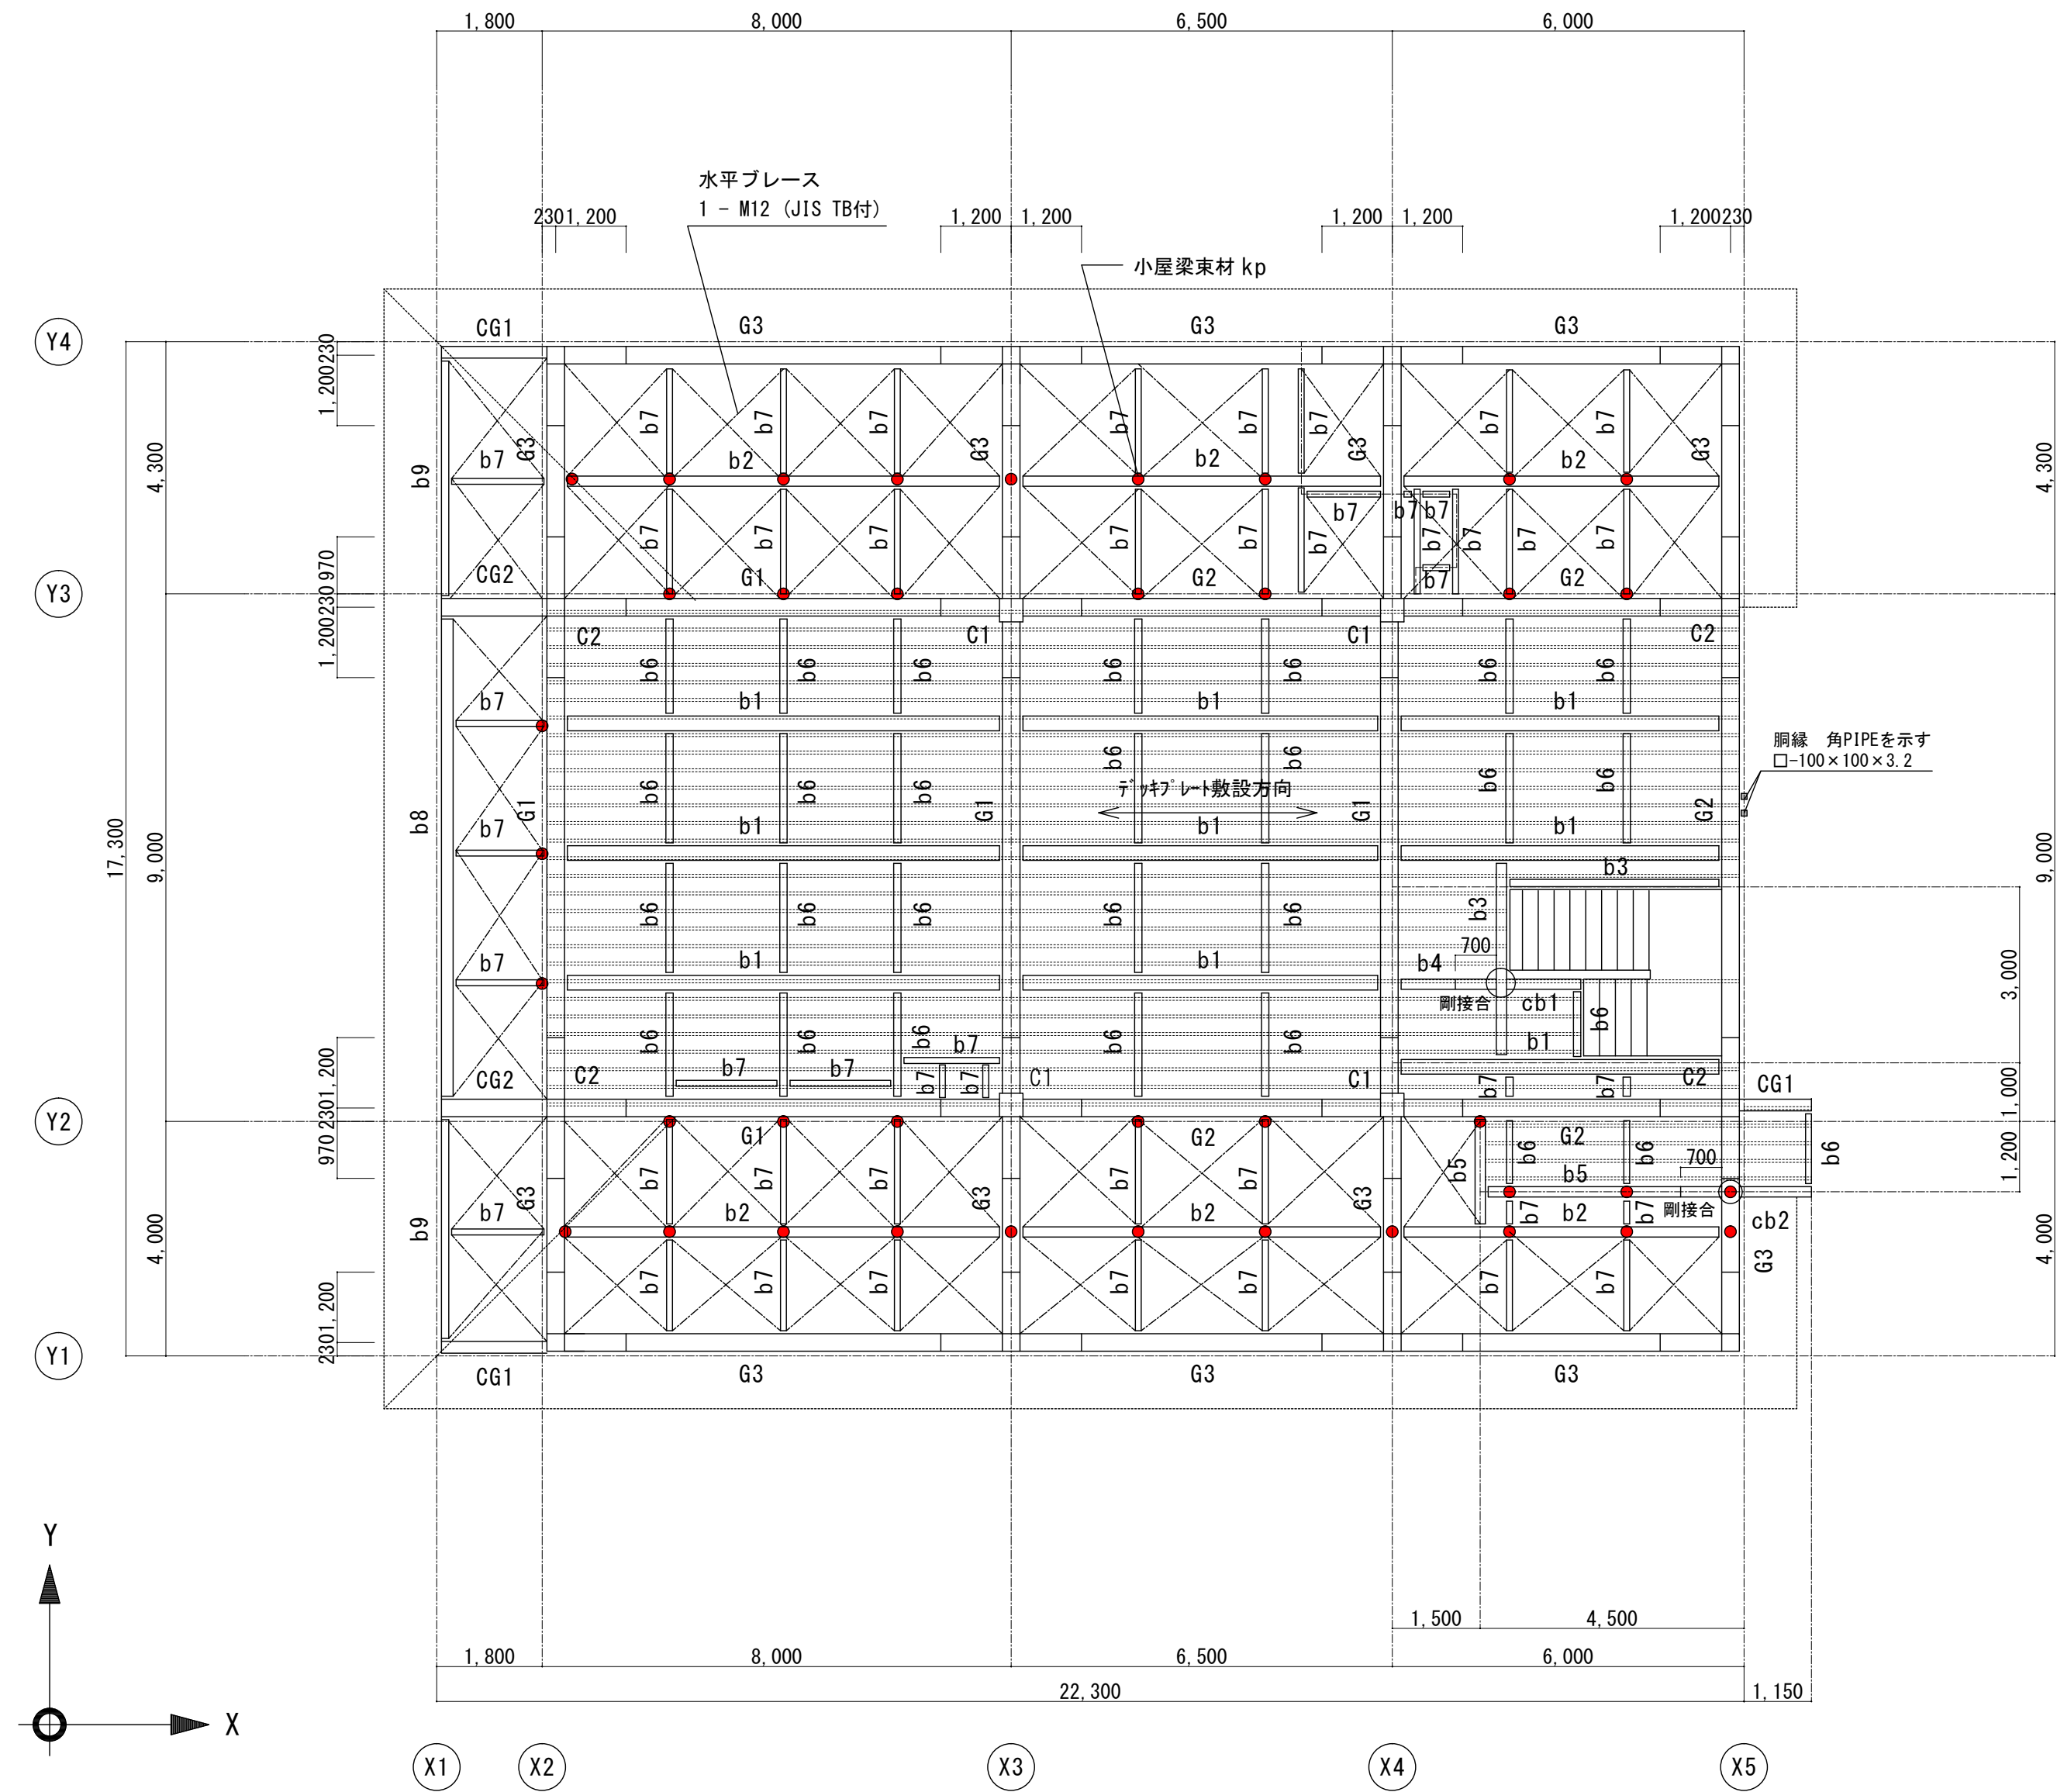 1,800 8,000 6,500 6,000
水平ブレース
1 - M12 (JIS TB付)
230 1,200 1,200 1,200 1,200 1,200 1,200 230
小屋梁束材 kp
CG1 G3 G3 G3
Y4
230
1,200
b7 b7 b7 b7 b7 b7 b7 b7
G3 G3 G3 G3
4,300
b9 b7 b2 b2 b2
4,300
b7 b7 b7
b7 b7 b7 b7 b7 b7 b7 b7 b7 b7
970
CG2 G1 G2 b7 G2
Y3
230
1,200
C2 C1 C1 C2
b6 b6 b6 b6 b6 b6 b6
b7 b1 b1 b1
胴縁 角PIPEを示す
□-100×100×3.2
b6 b6 b6 b6 b6 b6 b6
デッキプレート敷設方向
17,300 9,000 b8 G1 G1 G1 G2 9,000
b7 b1 b1 b1
b3
b6 b6 b6 b6 b6 b3
700
b7 b1 b1 b4
3,000
剛接合 cb1
b6 b6 b6 b6 b6 b6
b7 b1
1,200
b7 b7 b7 b7 b7 b7
CG2 C2 C1 C1 C2 CG1
230
1,000
Y2
970
G1 G2 G2
b7 b7 b7 b7 b7 b5 b6 b6 b6
700
1,200
b5
G3 G3 G3
b7 b2 b2 b7 b2 b7 剛接合 cb2
b9
4,000 4,000
G3
b7 b7 b7 b7 b7 b7 b7
1,200
230
Y1
CG1 G3 G3 G3
Y
1,500 4,500
1,800 8,000 6,500 6,000
22,300 1,150
X
X1 X2 X3 X4 X5